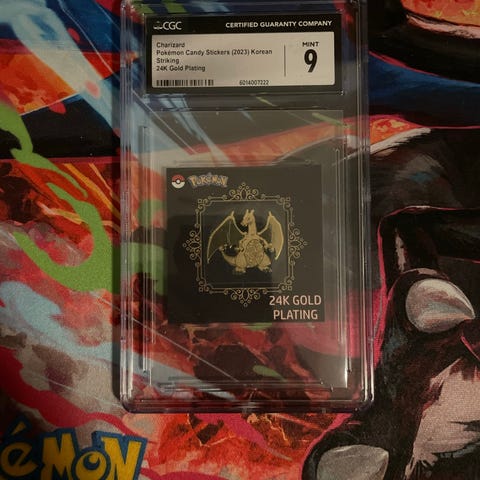 CGC
CERTIFIED GUARANTY COMPANY
Charizard
Pokémon Candy Stickers (2023) Korean
Striking
24K Gold Plating
MINT
9
6014007222
POKéMON
24K GOLD
PLATING
éMON